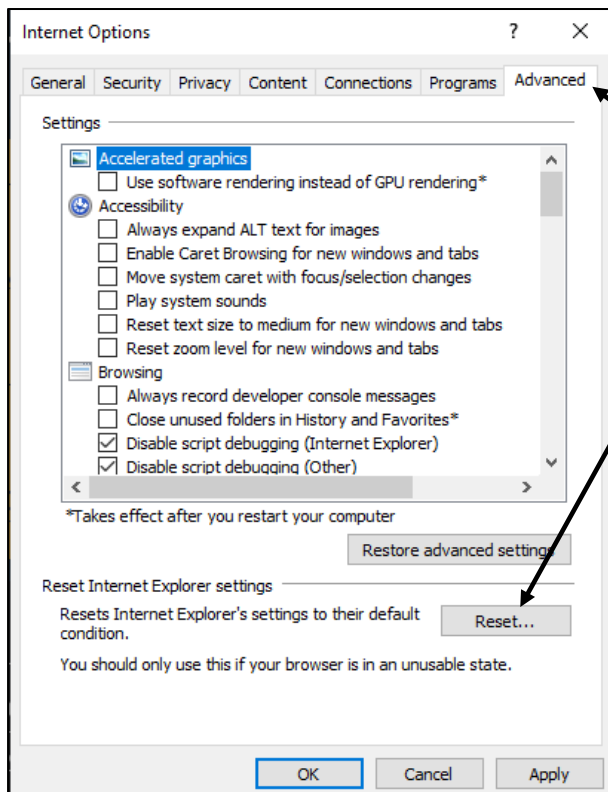 Internet Options
?
General Security Privacy Content Connections Programs Advanced
Settings
Accelerated graphics
Use software rendering instead of GPU rendering*
Accessibility
Always expand ALT text for images
Enable Caret Browsing for new windows and tabs
Move system caret with focus/selection changes
Play system sounds
Reset text size to medium for new windows and tabs
Reset zoom level for new windows and tabs
Browsing
Always record developer console messages
Close unused folders in History and Favorites*
Disable script debugging (Internet Explorer)
Disable script debugging (Other)
*Takes effect after you restart your computer
Restore advanced settings
Reset Internet Explorer settings
Resets Internet Explorer's settings to their default
condition.
Reset...
You should only use this if your browser is in an unusable state.
OK Cancel Apply